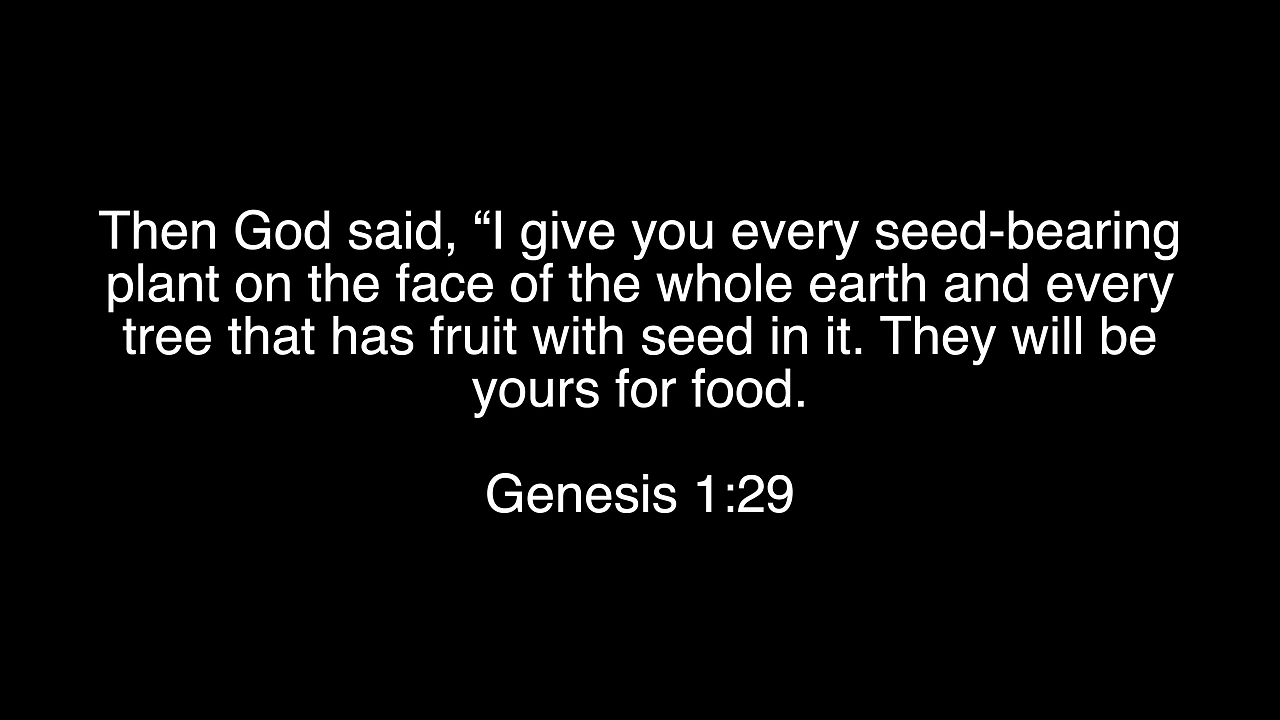 Then God said, “I give you every seed-bearing
plant on the face of the whole earth and every
tree that has fruit with seed in it. They will be
yours for food.
Genesis 1:29